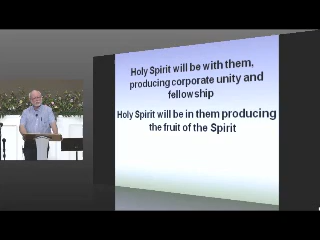 Holy Spirit will be with them,
producing corporate unity and
fellowship
Holy Spirit will be in them producing
the fruit of the Spirit